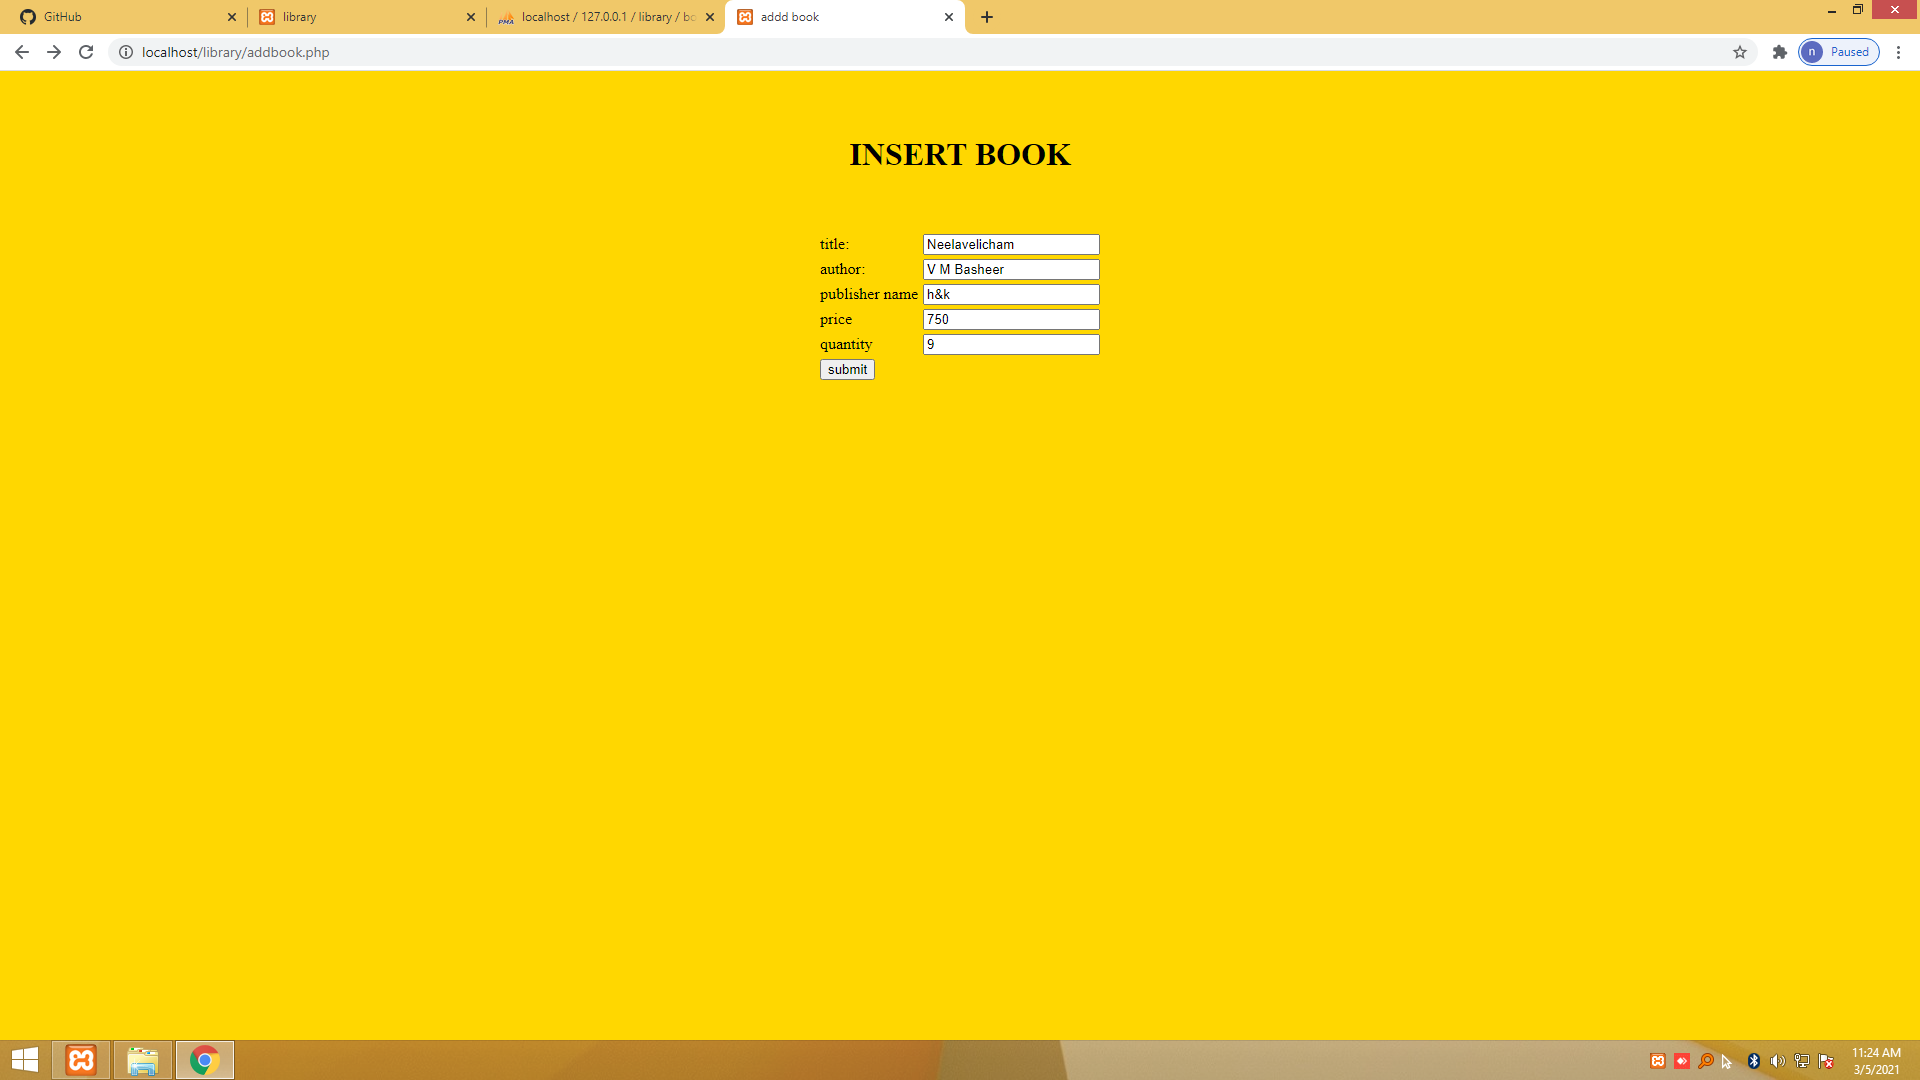 GitHub
library
localhost / 127.0.0.1 / library / bo
addd book
localhost/library/addbook.php
n Paused
INSERT BOOK
title: Neelavelicham
author: V M Basheer
publisher name h&k
price 750
quantity 9
submit
11:24 AM
3/5/2021